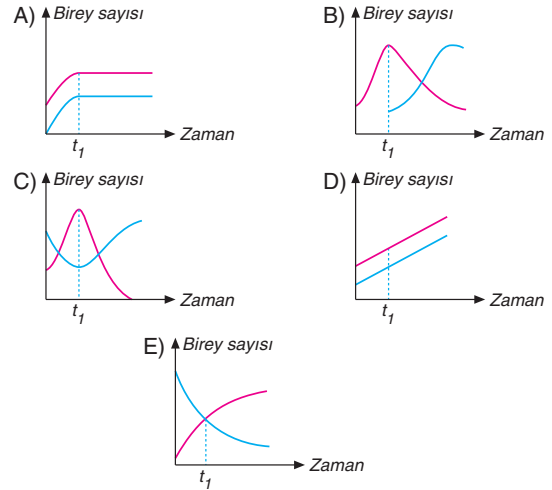 A) Birey sayısı
Zaman
t1
B) Birey sayısı
Zaman
t1
C) Birey sayısı
Zaman
t1
D) Birey sayısı
Zaman
t1
E) Birey sayısı
Zaman
t1